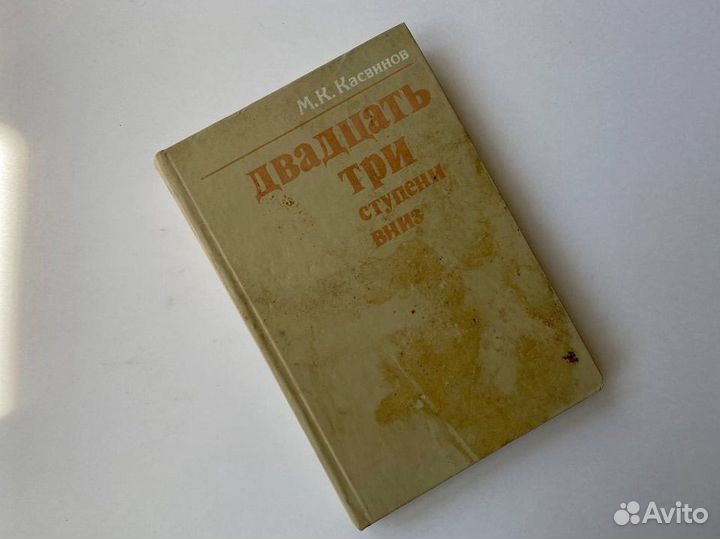 М.К. Касвинов
Двадцать
три
ступени
вниз
Avito